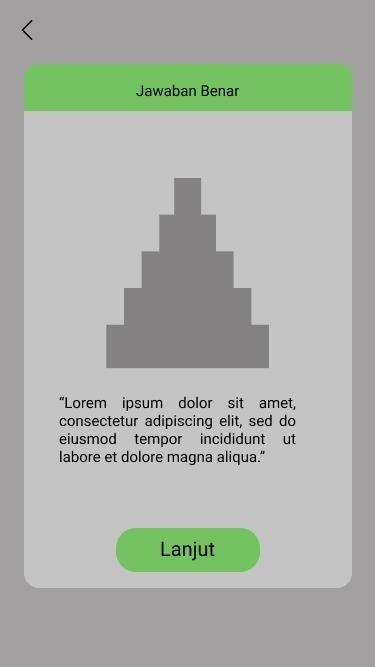 Jawaban Benar
“Lorem ipsum dolor sit amet,
consectetur adipiscing elit, sed do
eiusmod tempor incididunt ut
labore et dolore magna aliqua.”
Lanjut